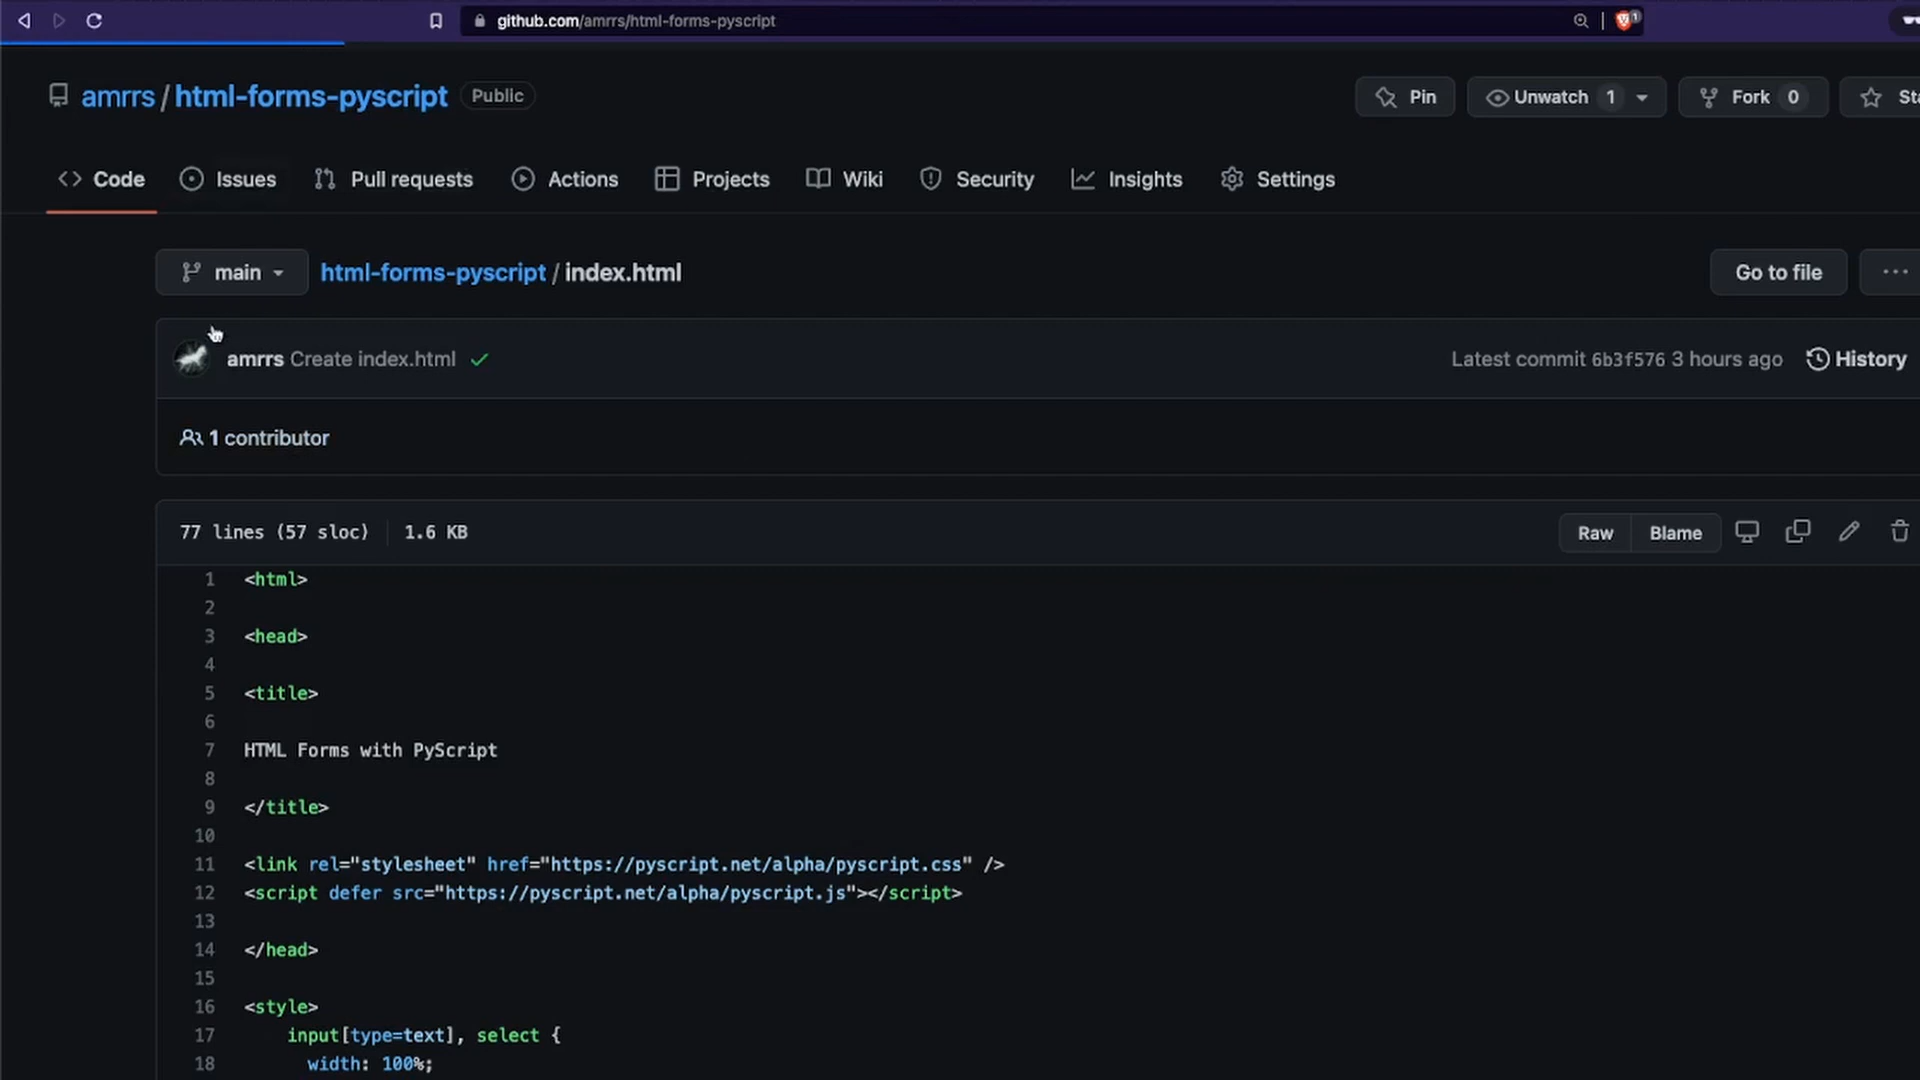 github.com/amrrs/html-forms-pyscript
1
amrrs / html-forms-pyscript Public
Pin
Unwatch 1
Fork 0
Code
Issues
Pull requests
Actions
Projects
Wiki
Security
Insights
Settings
main
html-forms-pyscript / index.html
Go to file
...
amrrs Create index.html
Latest commit 6b3f576 3 hours ago
History
1 contributor
77 lines (57 sloc) 1.6 KB
Raw
Blame
1 <html>
2
3 <head>
4
5 <title>
6
7 HTML Forms with PyScript
8
9 </title>
10
11 <link rel="stylesheet" href="https://pyscript.net/alpha/pyscript.css" />
12 <script defer src="https://pyscript.net/alpha/pyscript.js"></script>
13
14 </head>
15
16 <style>
17 input[type=text], select {
18 width: 100%;